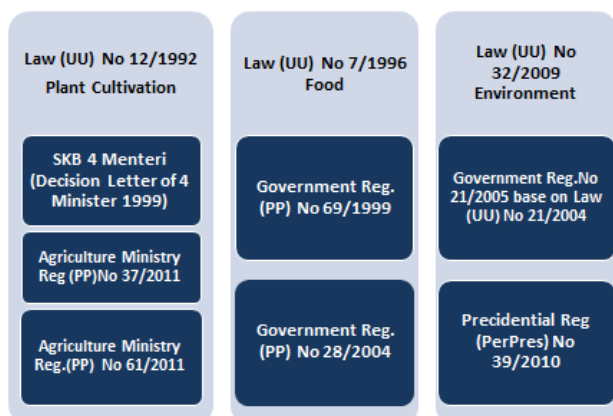 Law (UU) No 12/1992
Plant Cultivation
SKB 4 Menteri
(Decision Letter of 4
Minister 1999)
Agriculture Ministry
Reg (PP)No 37/2011
Agriculture Ministry
Reg.(PP) No 61/2011
Law (UU) No 7/1996
Food
Government Reg.
(PP) No 69/1999
Government Reg.
(PP) No 28/2004
Law (UU) No
32/2009
Environment
Government Reg.No
21/2005 base on Law
(UU) No 21/2004
Precidential Reg
(PerPres) No
39/2010